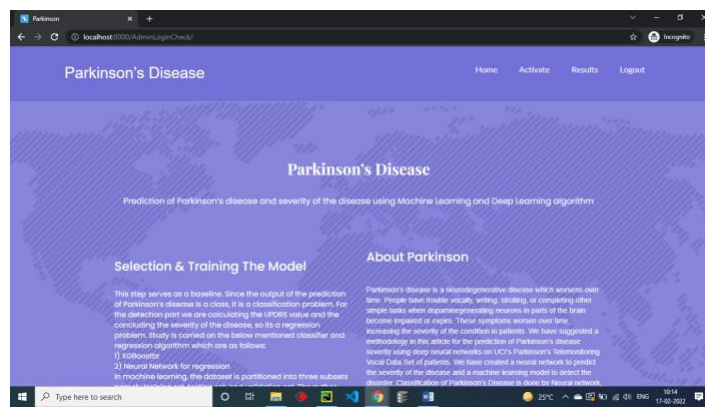 Parkinson
localhost:8000/AdminLoginCheck/
Incognito
Parkinson's Disease
Home Activate Results Logout
Parkinson's Disease
Prediction of Parkinson's disease and severity of the disease using Machine Learning and Deep Learning algorithm
Selection & Training The Model
This step serves as a baseline. Since the output of the prediction
of Parkinson's disease is a class, it is a classification problem. For
the detection part we are calculating the UPDRS value and the
concluding the severity of the disease, so its a regression
problem. Study is carried on the below mentioned classifier and
regression algorithm which are as follows:
1) XGBoostbr
2) Neural Network for regression
In machine learning, the dataset is partitioned into three subsets
About Parkinson
Parkinson's disease is a neurodegenerative disease which worsens over
time. People have trouble vocally, writing, strolling, or completing other
simple tasks when dopaminegenerating neurons in parts of the brain
become impaired or expire. These symptoms worsen over time,
increasing the severity of the condition in patients. We have suggested a
methodology in this article for the prediction of Parkinson's disease
severity using deep neural networks on UCI's Parkinson's Telemonitoring
Vocal Data Set of patients. We have created a neural network to predict
the severity of the disease and a machine learning model to detect the
disorder. Classification of Parkinson's Disease is done by Neural network,
Type here to search
25°C
ENG
10:14
17-02-2022